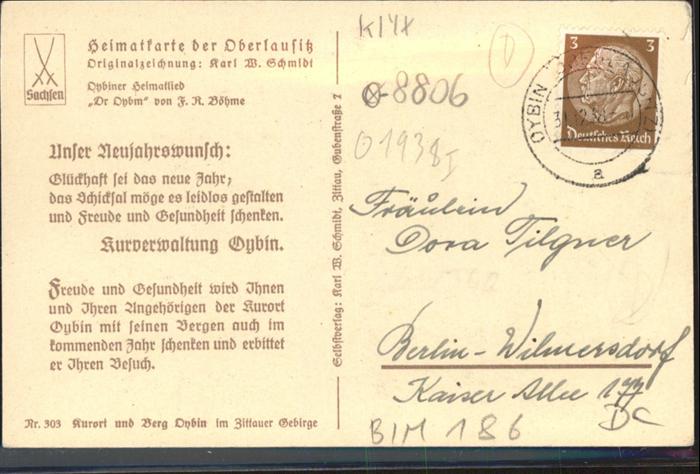 Sachsen
Heimatkarte der Oberlausitz
Originalzeichnung: Karl W. Schmidt
Oybiner Heimatlied
„Dr Oybm" von F. R. Böhme
Unser Neujahrswunsch:
Glückhaft sei das neue Jahr,
das Schicksal möge es leidlos gestalten
und Freude und Gesundheit schenken.
Kurverwaltung Oybin.
Freude und Gesundheit wird Ihnen
und Ihren Angehörigen der Kurort
Oybin mit seinen Bergen auch im
kommenden Jahr schenken und erbittet
er Ihren Besuch.
Nr. 303 Kurort und Berg Oybin im Zittauer Gebirge
Selbstverlag: Karl W. Schmidt, Zittau, Gubenstraße 7
D
8806
01938 I
3 3
Deutsches Reich
OYBIN
a
Fräulein
Dora Tilgner
Berlin-Wilmersdorf
Kaiser Allee 177
DC
BIM 186